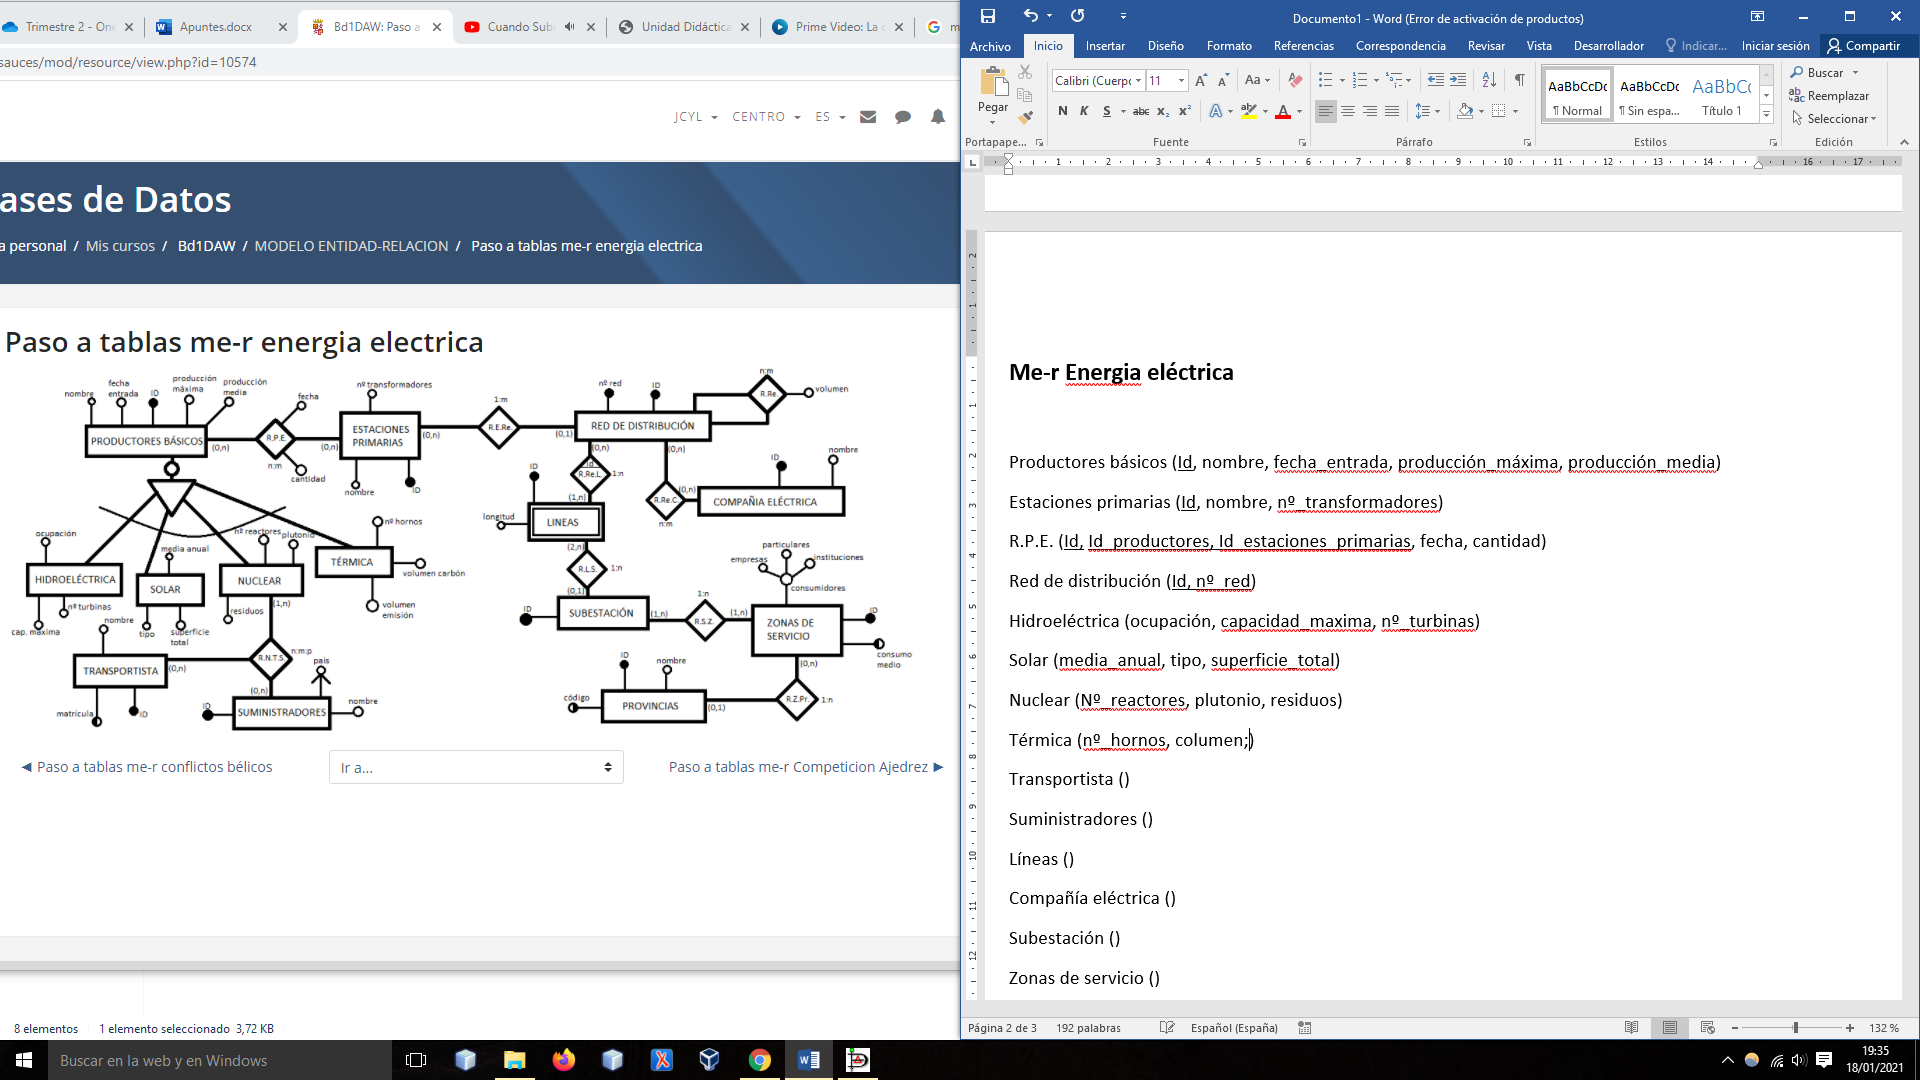 Trimestre 2 - One
Apuntes.docx
Bd1DAW: Paso a
Cuando Sub
Unidad Didáctica
Prime Video: La c
m
sauces/mod/resource/view.php?id=10574
JCYL CENTRO ES
ases de Datos
a personal / Mis cursos / Bd1DAW / MODELO ENTIDAD-RELACION / Paso a tablas me-r energia electrica
Paso a tablas me-r energia electrica
nombre
fecha entrada
ID
producción máxima
producción media
PRODUCTORES BÁSICOS
(0,n)
R.P.E.
fecha
n:m
cantidad
nº transformadores
ESTACIONES PRIMARIAS
(0,n)
(0,n)
nombre
ID
1:m
R.E.Re.
(0,1)
nº red
ID
RED DE DISTRIBUCIÓN
n:m
R.Re.
volumen
(0,n)
(0,n)
R.Re.L.
1:n
(1,n)
ID
longitud
LINEAS
(2,n)
R.L.S.
1:n
(0,1)
R.Re.C.
(0,n)
n:m
ID
nombre
COMPAÑIA ELÉCTRICA
ID
SUBESTACIÓN
(1,n)
1:n
R.S.Z.
(1,n)
particulares
empresas
instituciones
consumidores
ZONAS DE SERVICIO
ID
consumo medio
(0,n)
R.Z.Pr.
1:n
código
ID
nombre
PROVINCIAS
(0,1)
ocupación
HIDROELÉCTRICA
cap. máxima
nº turbinas
media anual
SOLAR
tipo
superficie total
nº reactores
plutonio
NUCLEAR
residuos
(1,n)
nº hornos
TÉRMICA
volumen carbón
volumen emisión
nombre
TRANSPORTISTA
(0,n)
matrícula
ID
R.N.T.S.
n:m:p
(0,n)
país
ID
SUMINISTRADORES
nombre
◄ Paso a tablas me-r conflictos bélicos
Ir a...
Paso a tablas me-r Competicion Ajedrez ►
8 elementos 1 elemento seleccionado 3,72 KB
Documento1 - Word (Error de activación de productos)
Archivo Inicio Insertar Diseño Formato Referencias Correspondencia Revisar Vista Desarrollador Indicar... Iniciar sesión Compartir
Pegar
Calibri (Cuerpo 11
Aa
N K S abc x₂ x²
AaBbCcDc AaBbCcDc AaBbC
¶ Normal ¶ Sin espa... Título 1
Buscar
Reemplazar
Seleccionar
Portapape... Fuente Párrafo Estilos Edición
Me-r Energia eléctrica
Productores básicos (Id, nombre, fecha_entrada, producción_máxima, producción_media)
Estaciones primarias (Id, nombre, nº_transformadores)
R.P.E. (Id, Id_productores, Id_estaciones_primarias, fecha, cantidad)
Red de distribución (Id, nº_red)
Hidroeléctrica (ocupación, capacidad_maxima, nº_turbinas)
Solar (media_anual, tipo, superficie_total)
Nuclear (Nº_reactores, plutonio, residuos)
Térmica (nº_hornos, columen;)
Transportista ()
Suministradores ()
Líneas ()
Compañía eléctrica ()
Subestación ()
Zonas de servicio ()
Página 2 de 3 192 palabras Español (España) 132 %
Buscar en la web y en Windows
19:35
18/01/2021